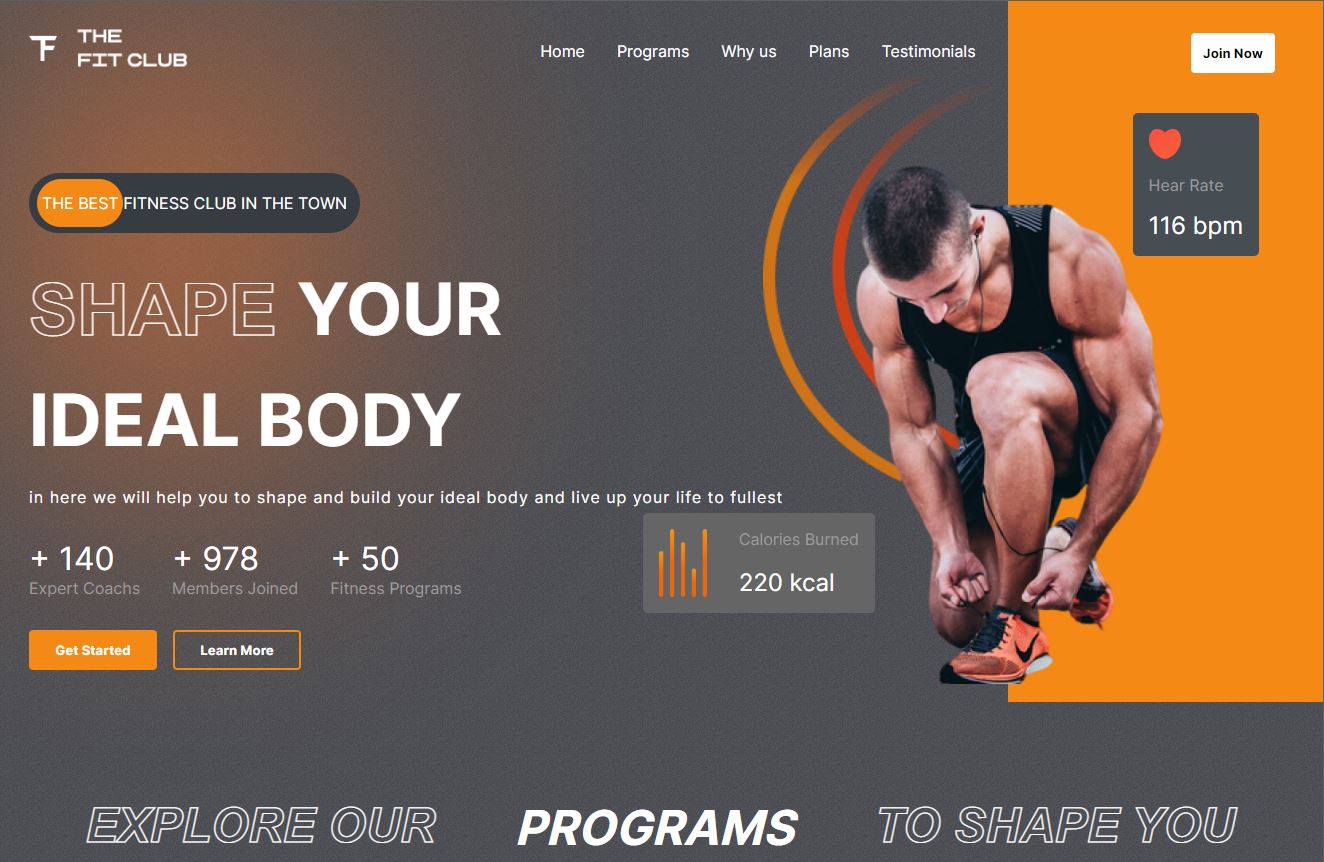 THE
FIT CLUB
Home
Programs
Why us
Plans
Testimonials
Join Now
Hear Rate
116 bpm
THE BEST FITNESS CLUB IN THE TOWN
SHAPE YOUR
IDEAL BODY
in here we will help you to shape and build your ideal body and live up your life to fullest
Calories Burned
220 kcal
+ 140
Expert Coachs
+ 978
Members Joined
+ 50
Fitness Programs
Get Started
Learn More
EXPLORE OUR PROGRAMS TO SHAPE YOU